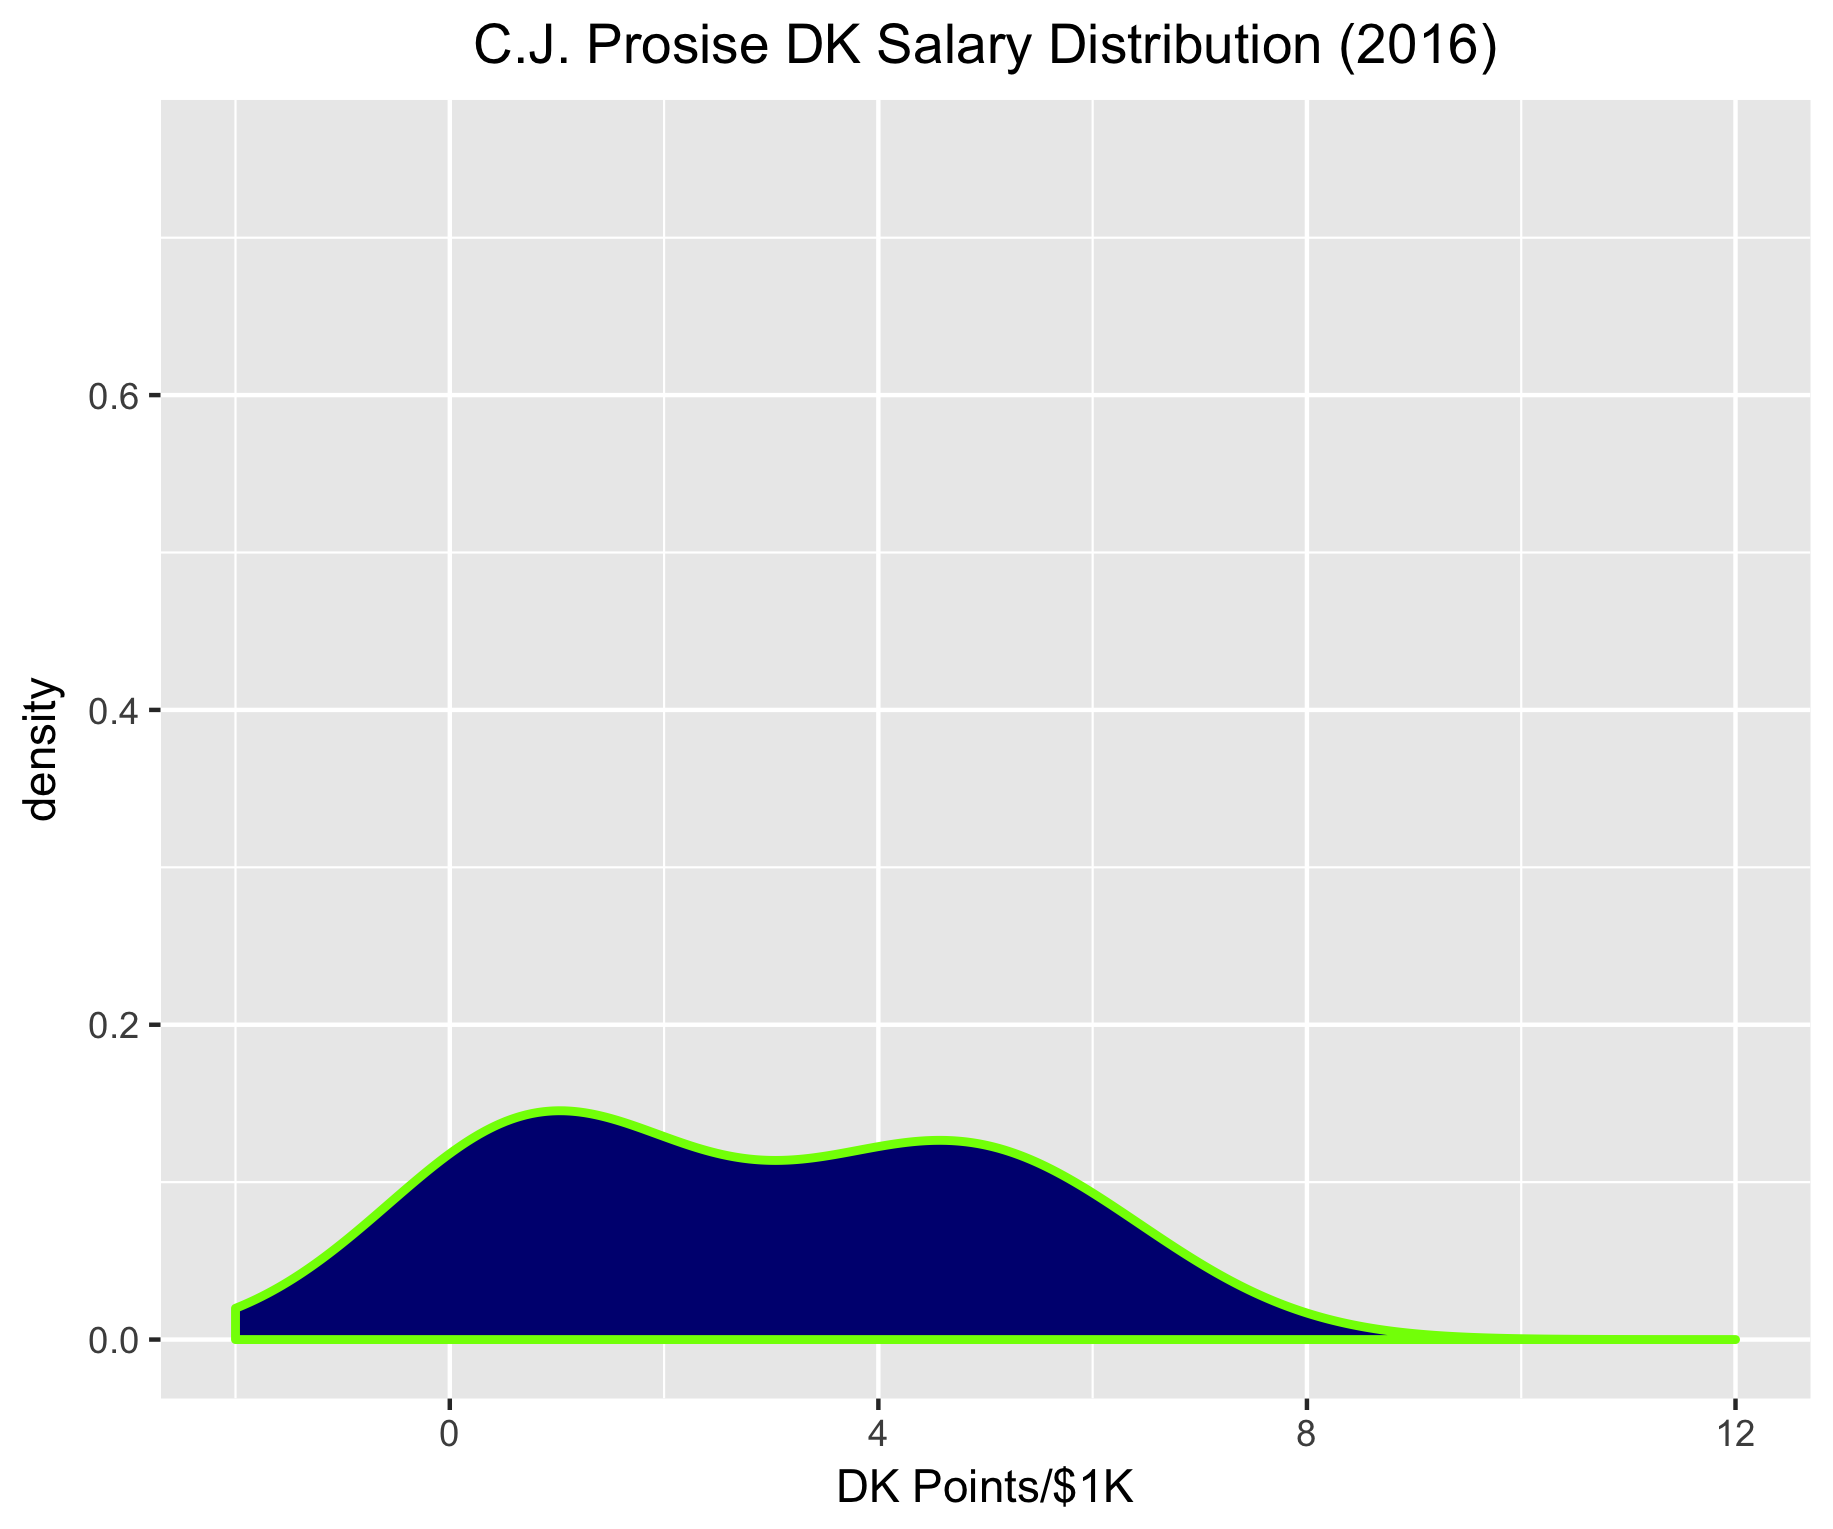 C.J. Prosise DK Salary Distribution (2016)
density
0.6
0.4
0.2
0.0
0 4 8 12
DK Points/$1K